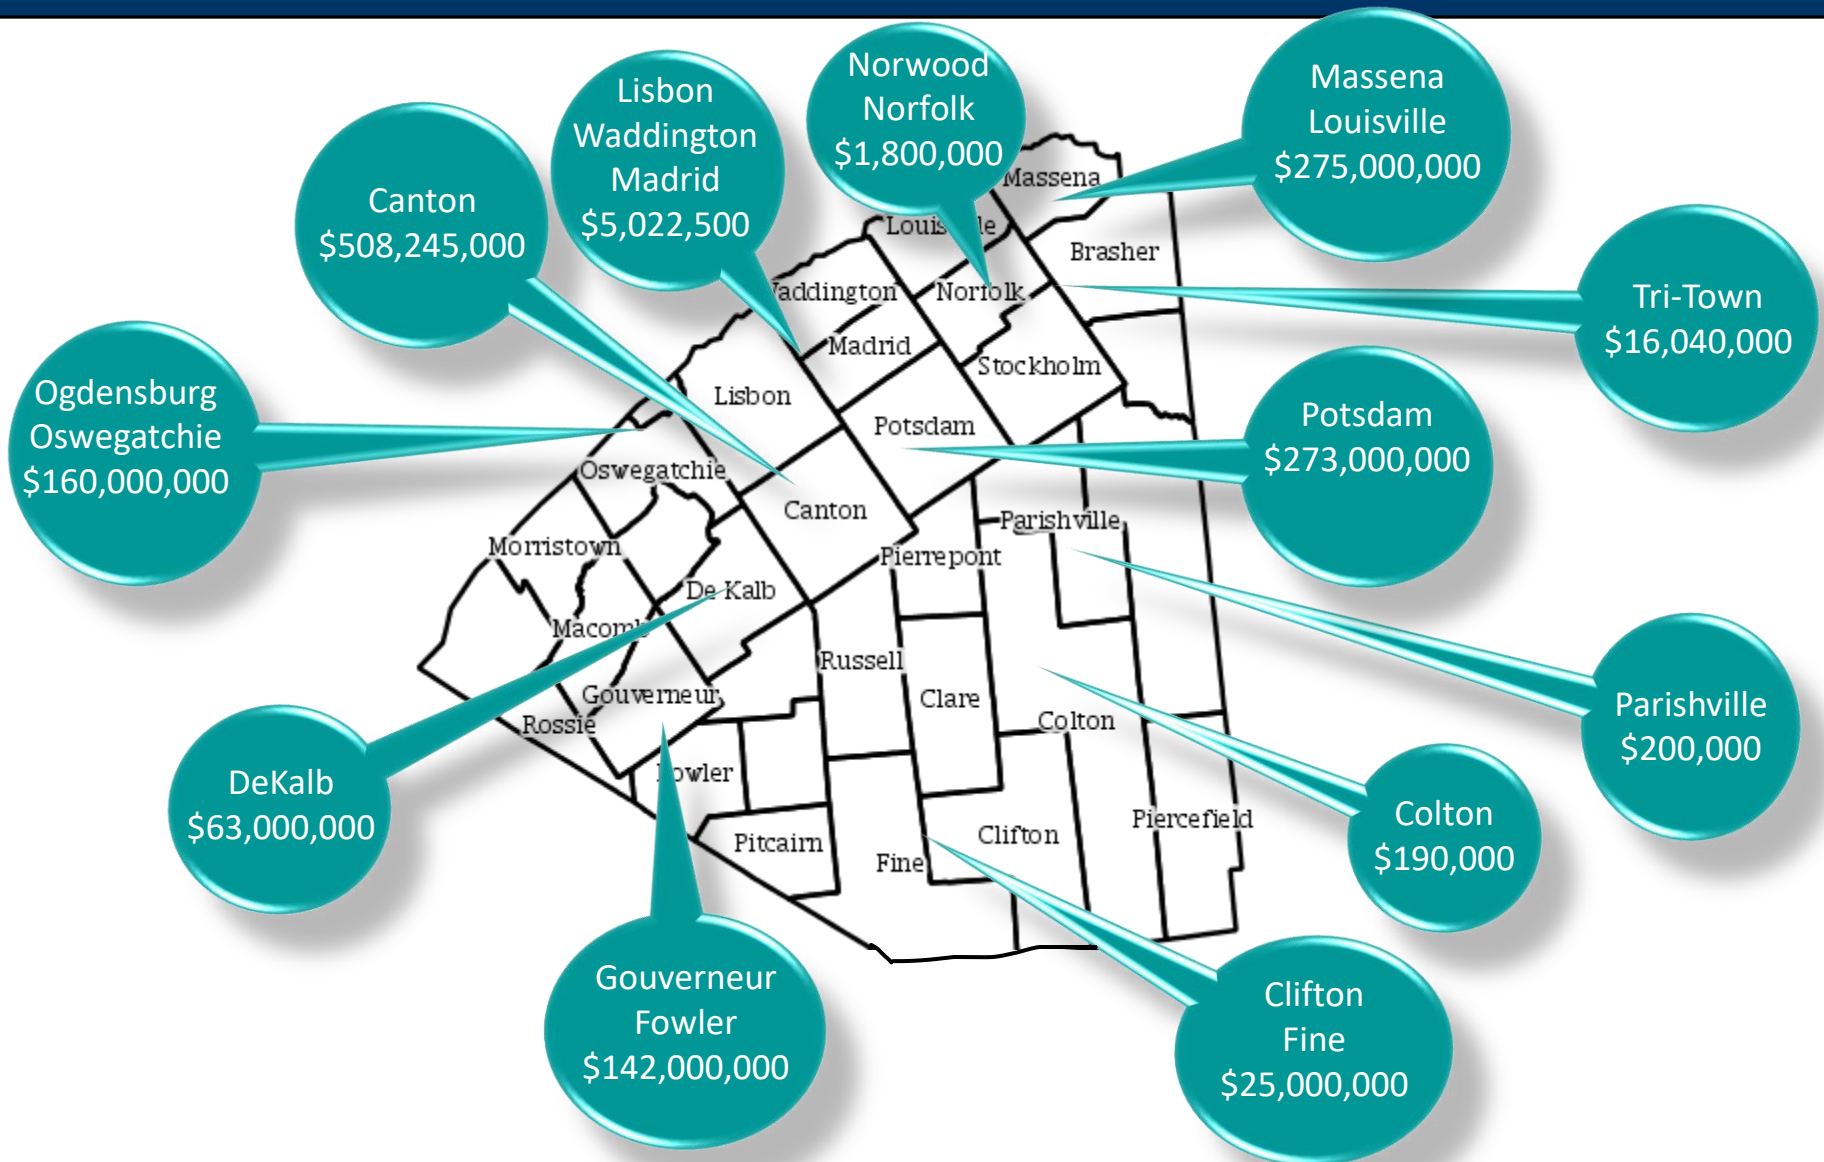 Norwood
Norfolk
$1,800,000
Massena
Louisville
$275,000,000
Lisbon
Waddington
Madrid
$5,022,500
Canton
$508,245,000
Tri-Town
$16,040,000
Ogdensburg
Oswegatchie
$160,000,000
Potsdam
$273,000,000
Parishville
$200,000
DeKalb
$63,000,000
Colton
$190,000
Gouverneur
Fowler
$142,000,000
Clifton
Fine
$25,000,000
Massena
Louisville
Brasher
Waddington
Norfolk
Madrid
Stockholm
Lisbon
Potsdam
Oswegatchie
Canton
Parishville
Morristown
Pierrepont
De Kalb
Macomb
Russell
Gouverneur
Clare
Rossie
Colton
Fowler
Piercefield
Pitcairn
Clifton
Fine